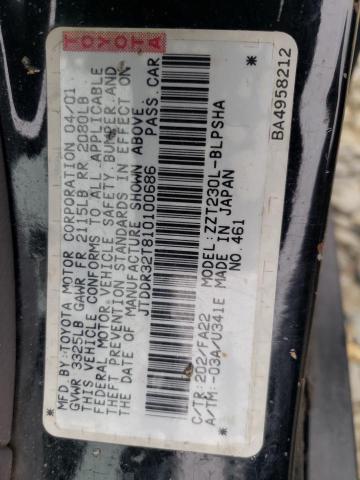 TOYOTA
MFD. BY: TOYOTA MOTOR CORPORATION 04/01
GVWR 3325LB GAWR FR 2115LB RR 2080LB
THIS VEHICLE CONFORMS TO ALL APPLICABLE
FEDERAL MOTOR VEHICLE SAFETY, BUMPER, AND
THEFT PREVENTION STANDARDS IN EFFECT ON
THE DATE OF MANUFACTURE SHOWN ABOVE.
* JTDDR32T810100686 PASS. CAR *
C/TR: 202/FA22 MODEL: ZZT230L-BLPSHA
A/TM: -03A/U341E MADE IN JAPAN
NO. 461
BA4958212